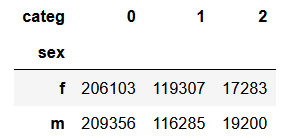 categ 0 1 2
sex
f 206103 119307 17283
m 209356 116285 19200